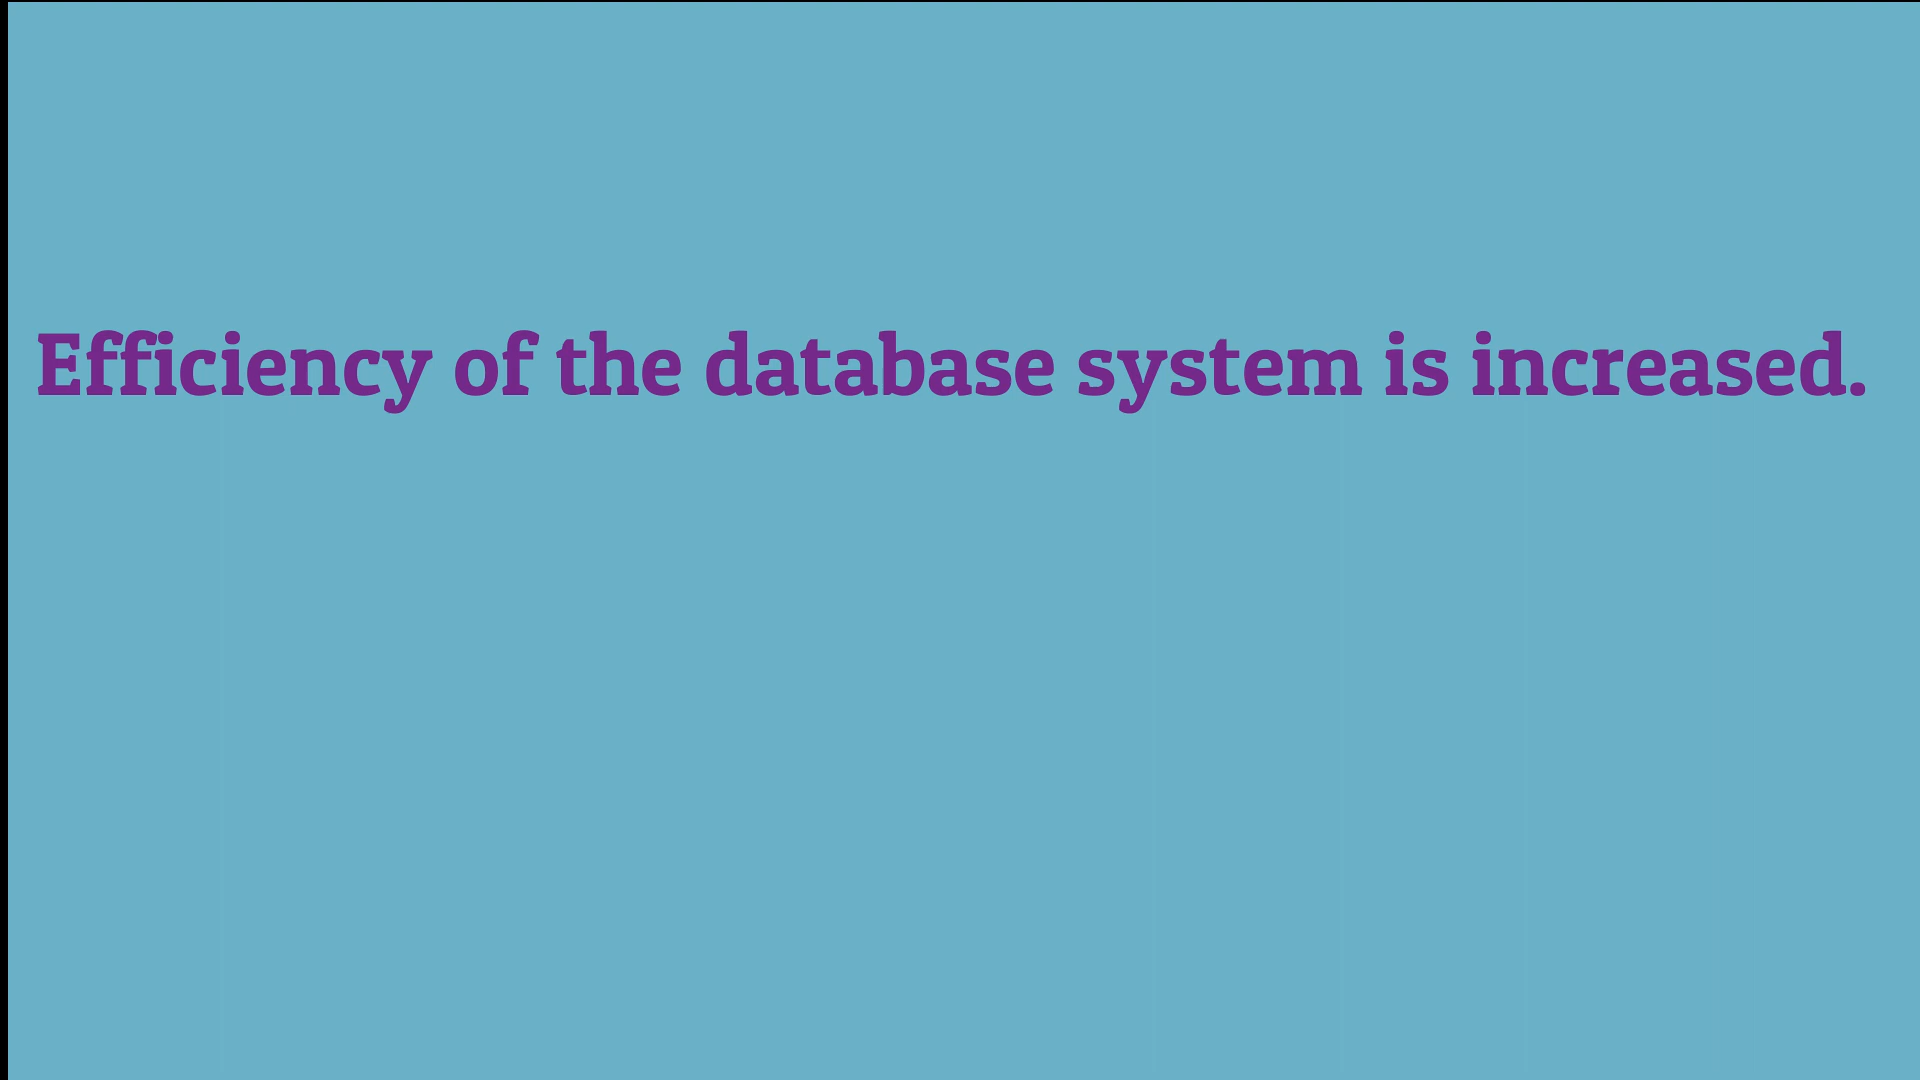 Efficiency of the database system is increased.